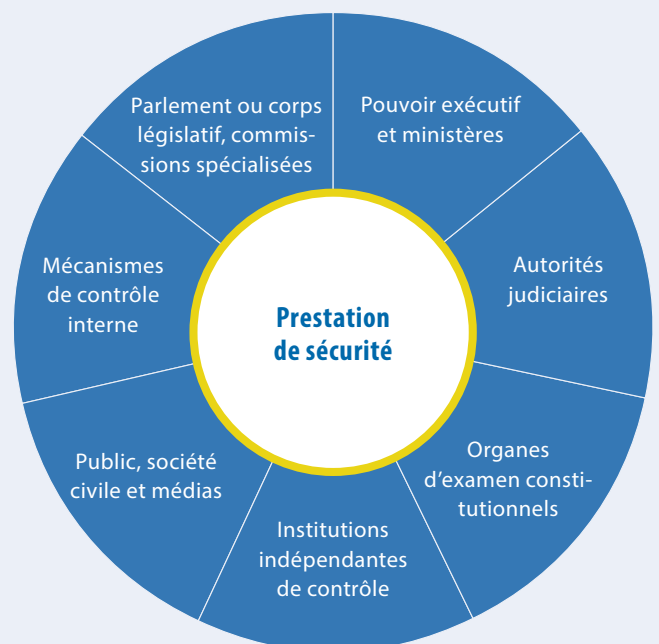 Parlement ou corps
législatif, commis-
sions spécialisées
Pouvoir exécutif
et ministères
Autorités
judiciaires
Organes
d'examen consti-
tutionnels
Institutions
indépendantes
de contrôle
Public, société
civile et médias
Mécanismes
de contrôle
interne
Prestation
de sécurité